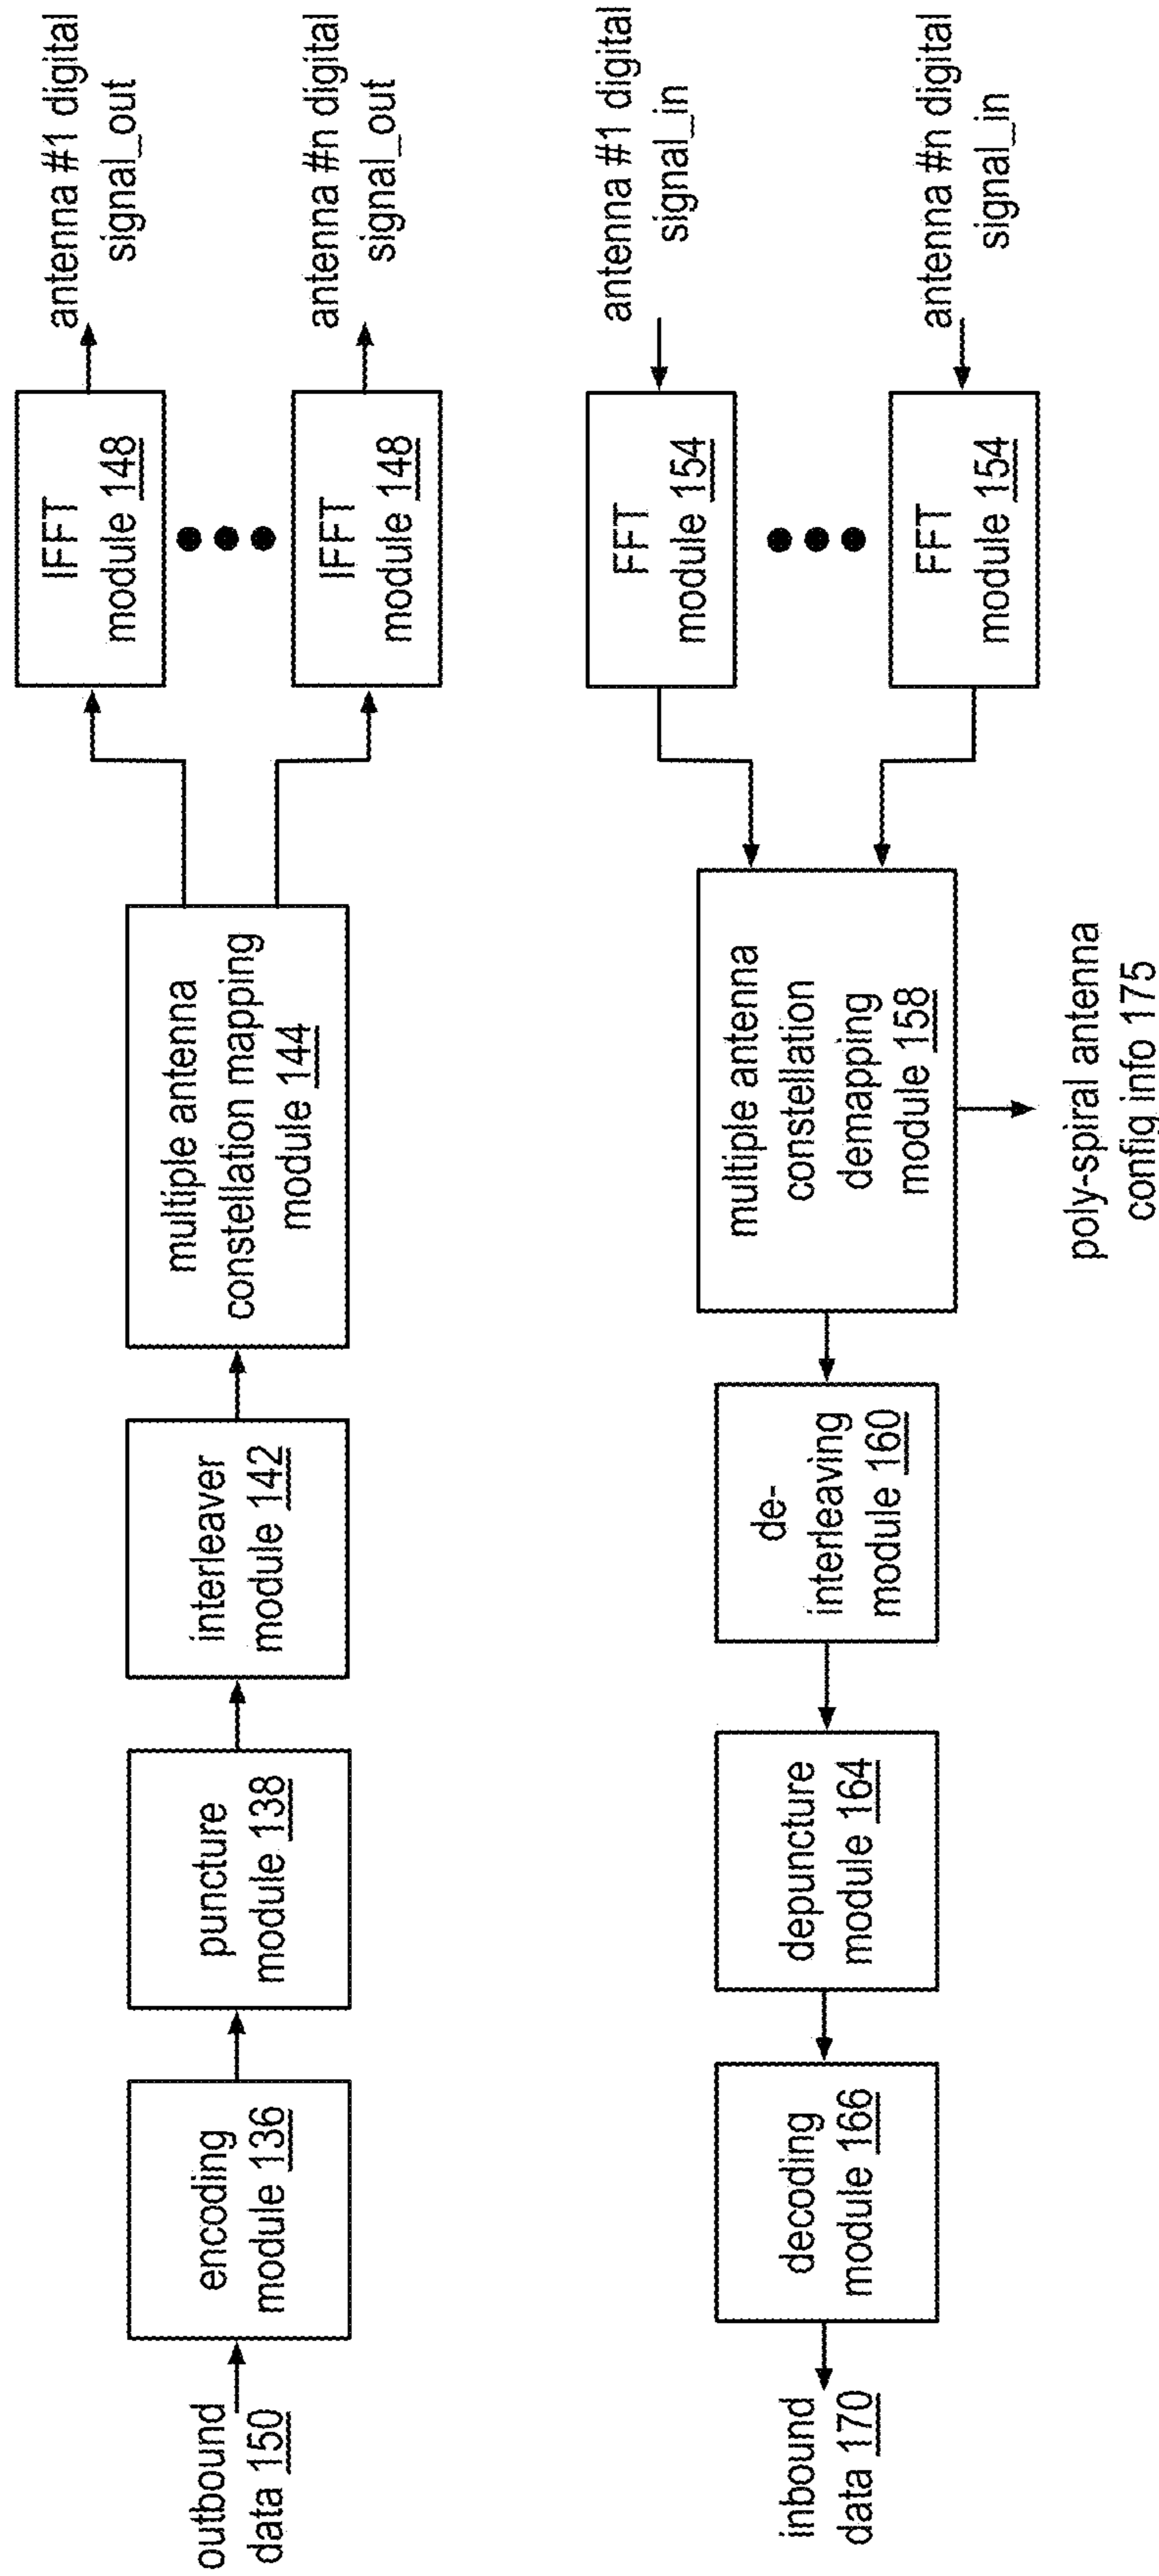 outbound
data 150
encoding
module 136
puncture
module 138
interleaver
module 142
multiple antenna
constellation mapping
module 144
IFFT
module 148
antenna #1 digital
signal_out
IFFT
module 148
antenna #n digital
signal_out
inbound
data 170
decoding
module 166
depuncture
module 164
de-
interleaving
module 160
multiple antenna
constellation
demapping
module 158
poly-spiral antenna
config info 175
FFT
module 154
antenna #1 digital
signal_in
FFT
module 154
antenna #n digital
signal_in